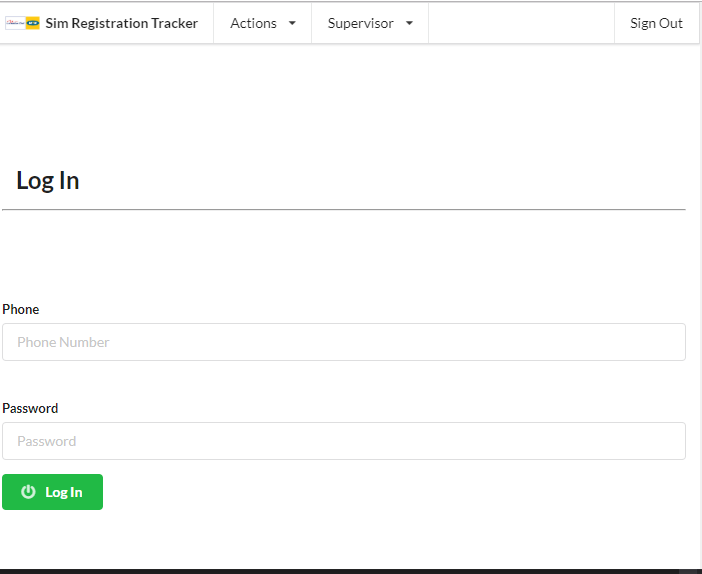 Sim Registration Tracker Actions Supervisor Sign Out
Log In
Phone
Phone Number
Password
Password
Log In